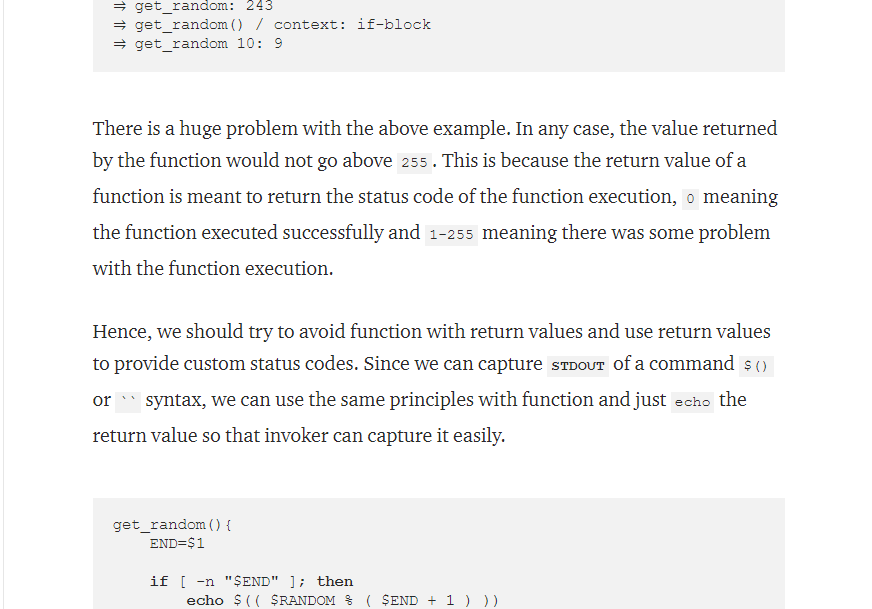 ⇒ get_random: 243
⇒ get_random() / context: if-block
⇒ get_random 10: 9
There is a huge problem with the above example. In any case, the value returned
by the function would not go above 255. This is because the return value of a
function is meant to return the status code of the function execution, 0 meaning
the function executed successfully and 1-255 meaning there was some problem
with the function execution.
Hence, we should try to avoid function with return values and use return values
to provide custom status codes. Since we can capture STDOUT of a command $()
or `` syntax, we can use the same principles with function and just echo the
return value so that invoker can capture it easily.
get_random(){
    END=$1
    if [ -n "$END" ]; then
        echo $(( $RANDOM % ( $END + 1 ) ))